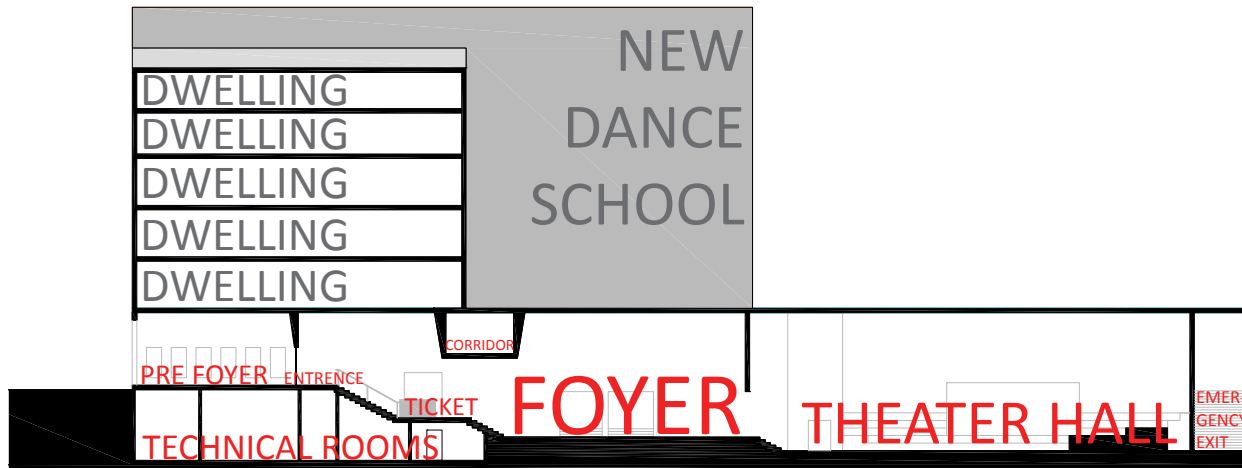 NEW
DANCE
SCHOOL
DWELLING
DWELLING
DWELLING
DWELLING
DWELLING
CORRIDOR
PRE FOYER ENTRENCE
TICKET
FOYER
THEATER HALL
EMER-
GENCY
EXIT
TECHNICAL ROOMS